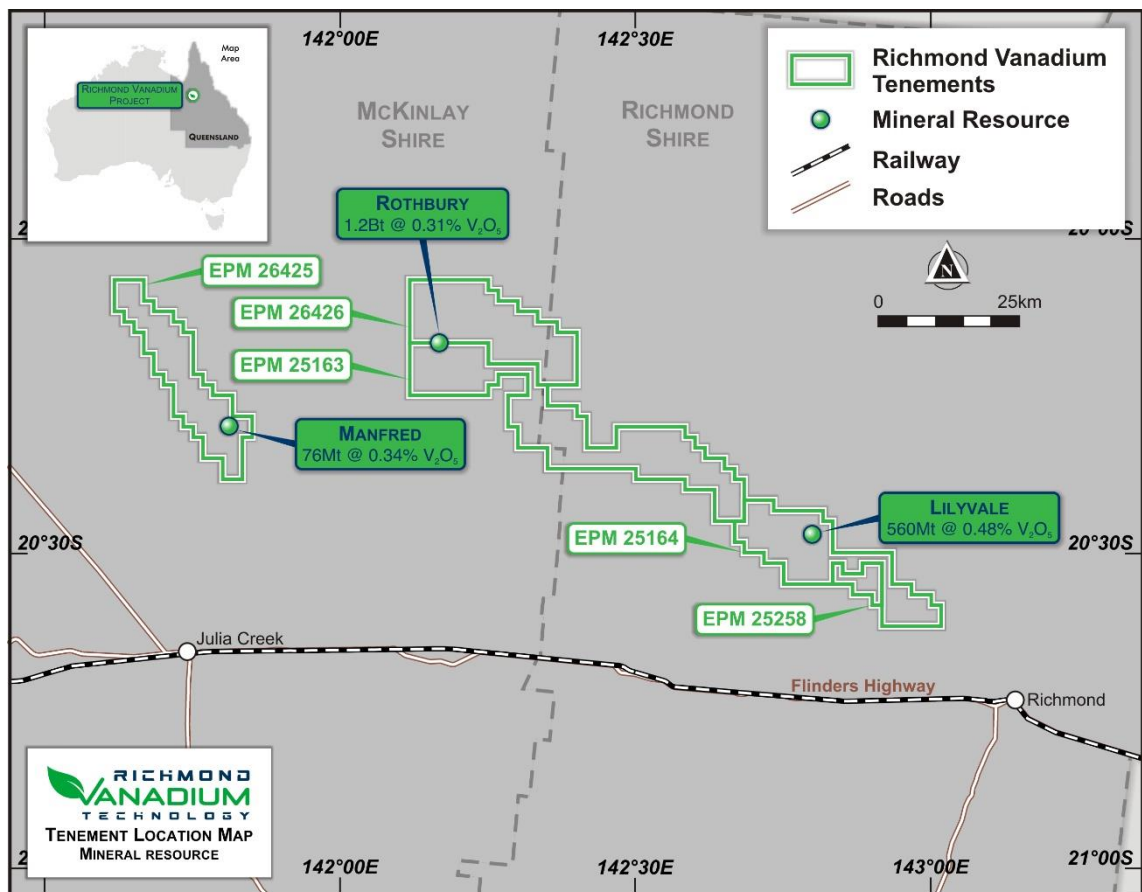 142°00E
142°30E
Map
Area
RICHMOND VANADIUM
PROJECT
QUEENSLAND
MCKINLAY
SHIRE
RICHMOND
SHIRE
Richmond Vanadium
Tenements
Mineral Resource
Railway
Roads
ROTHBURY
1.2Bt @ 0.31% V₂O₅
20°00S
N
0 25km
EPM 26425
EPM 26426
EPM 25163
MANFRED
76Mt @ 0.34% V₂O₅
LILYVALE
560Mt @ 0.48% V₂O₅
20°30S
20°30S
EPM 25164
EPM 25258
Julia Creek
Flinders Highway
Richmond
RICHMOND
VANADIUM
TECHNOLOGY
TENEMENT LOCATION MAP
MINERAL RESOURCE
142°00E
142°30E
143°00E
21°00S